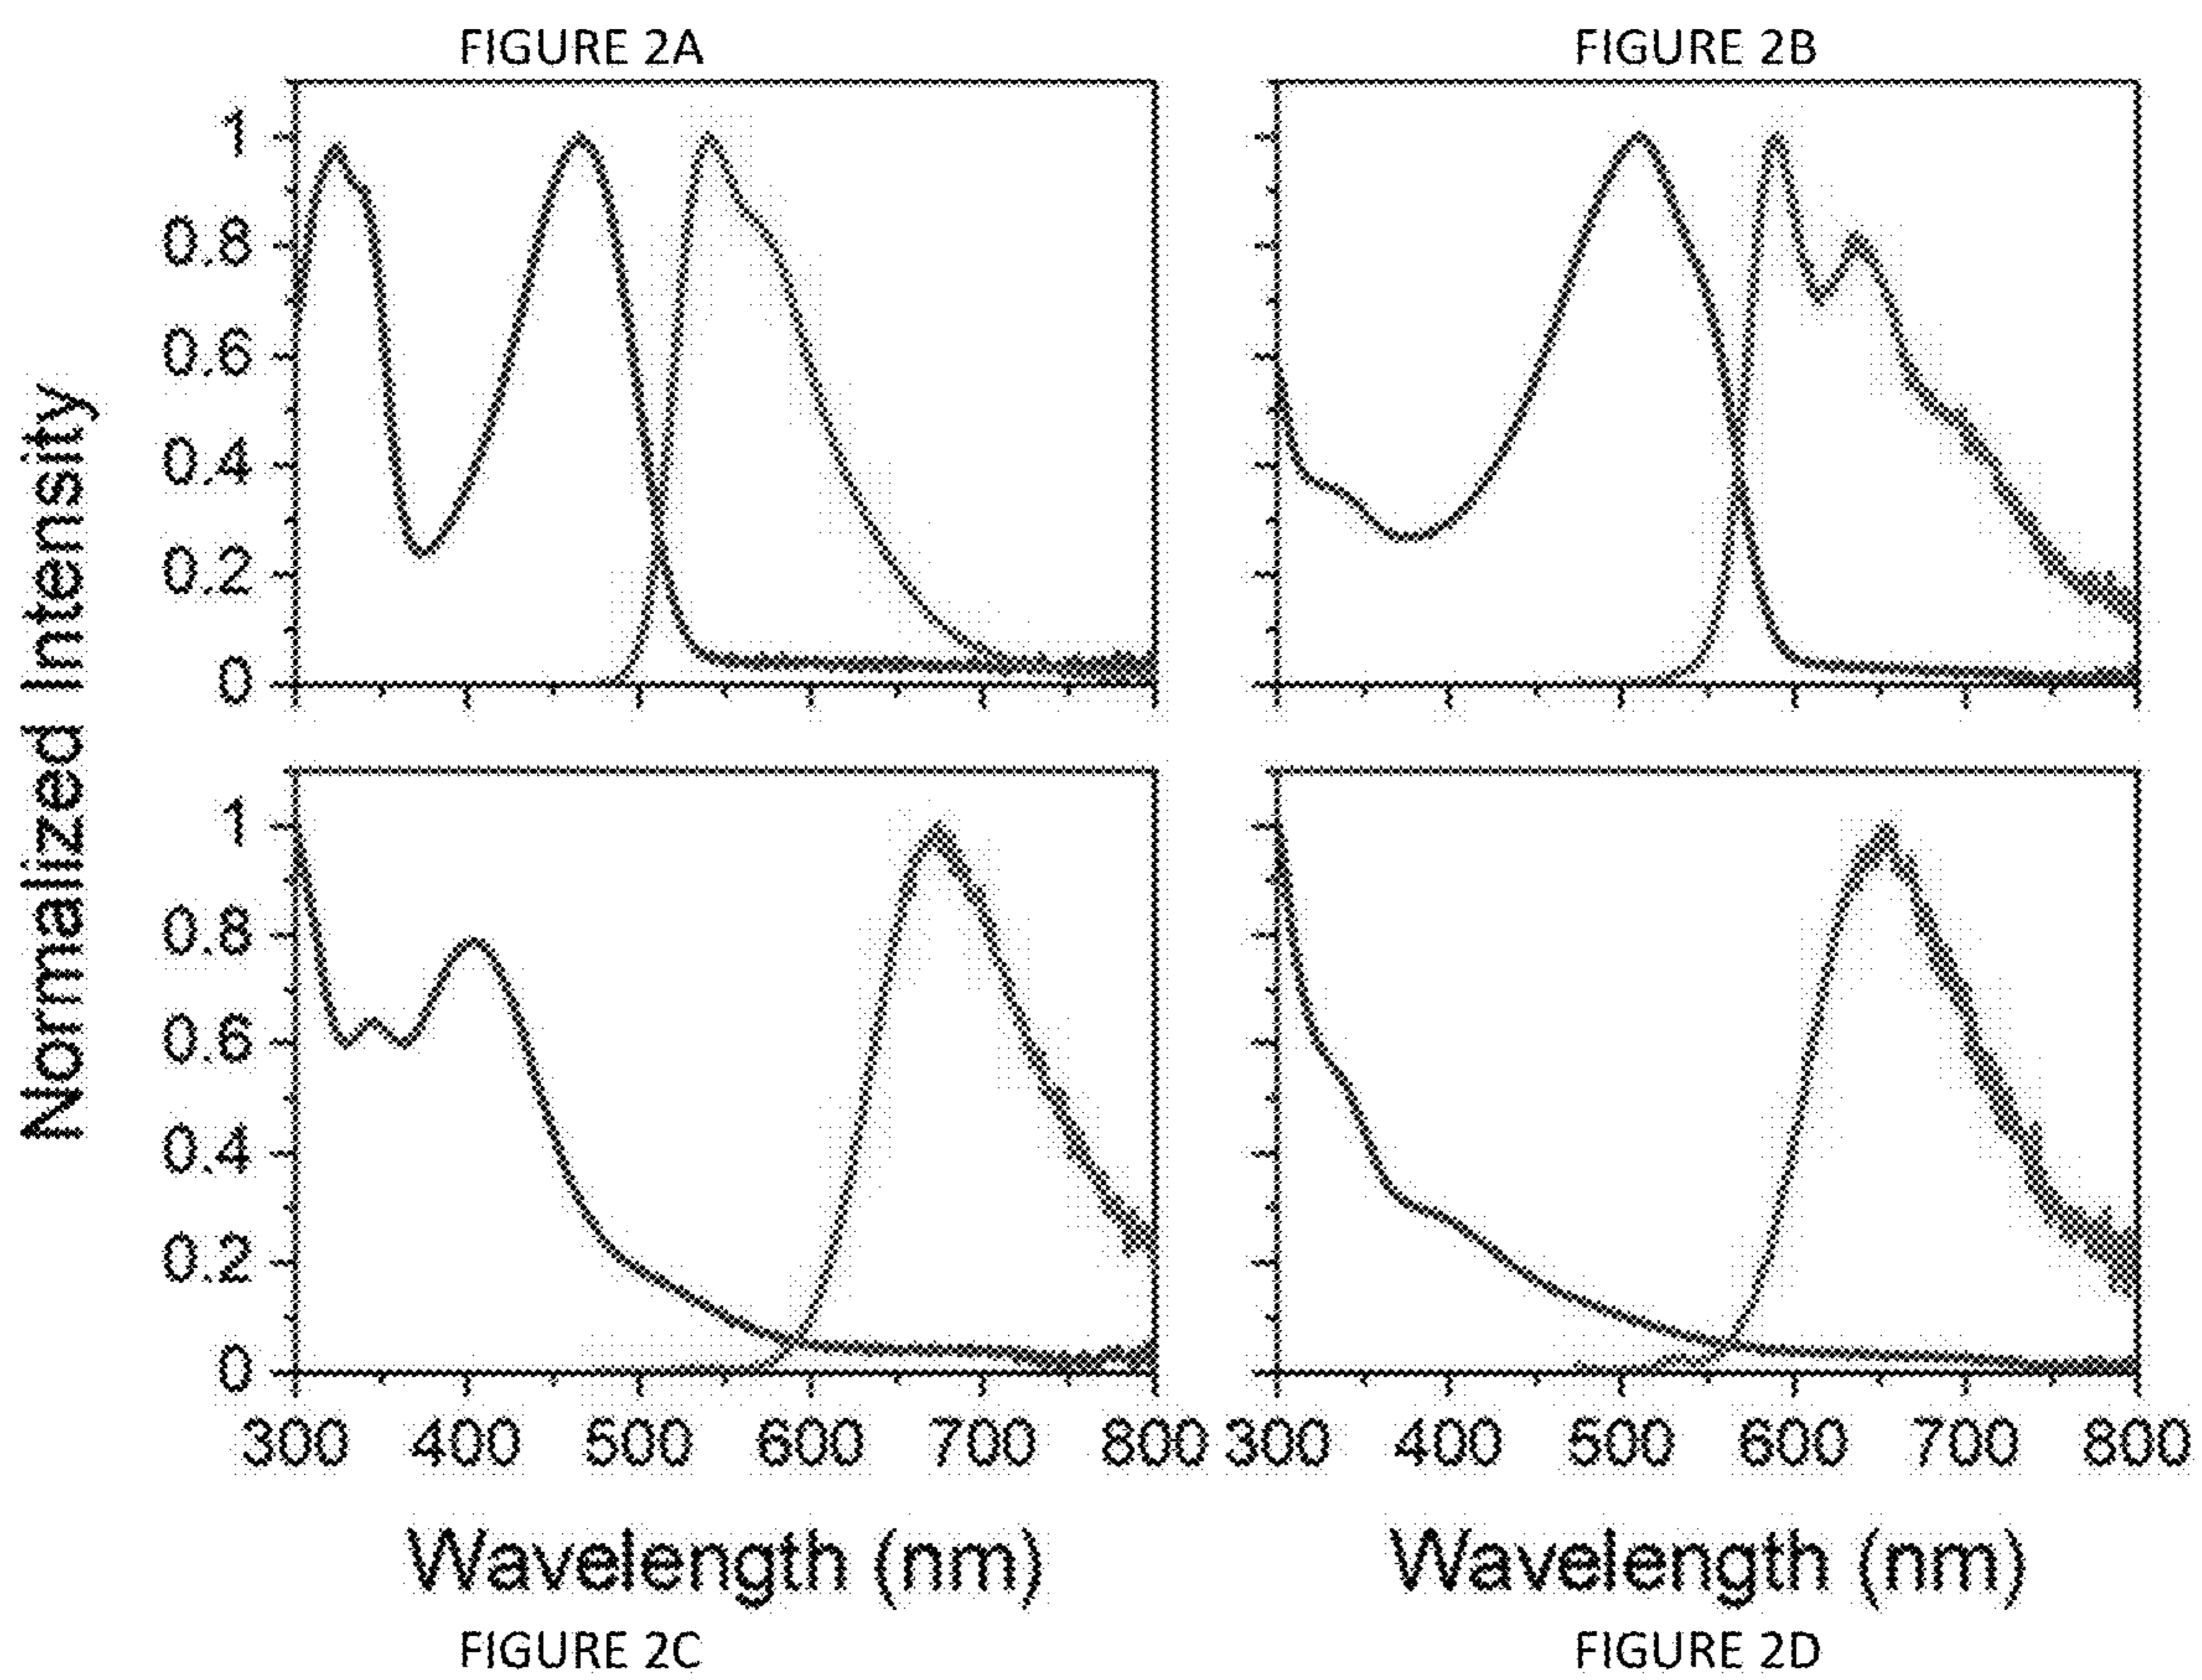 FIGURE 2A
FIGURE 2B
Normalized Intensity
1
0.8
0.6
0.4
0.2
0
1
0.8
0.6
0.4
0.2
0
300 400 500 600 700 800
300 400 500 600 700 800
Wavelength (nm)
Wavelength (nm)
FIGURE 2C
FIGURE 2D